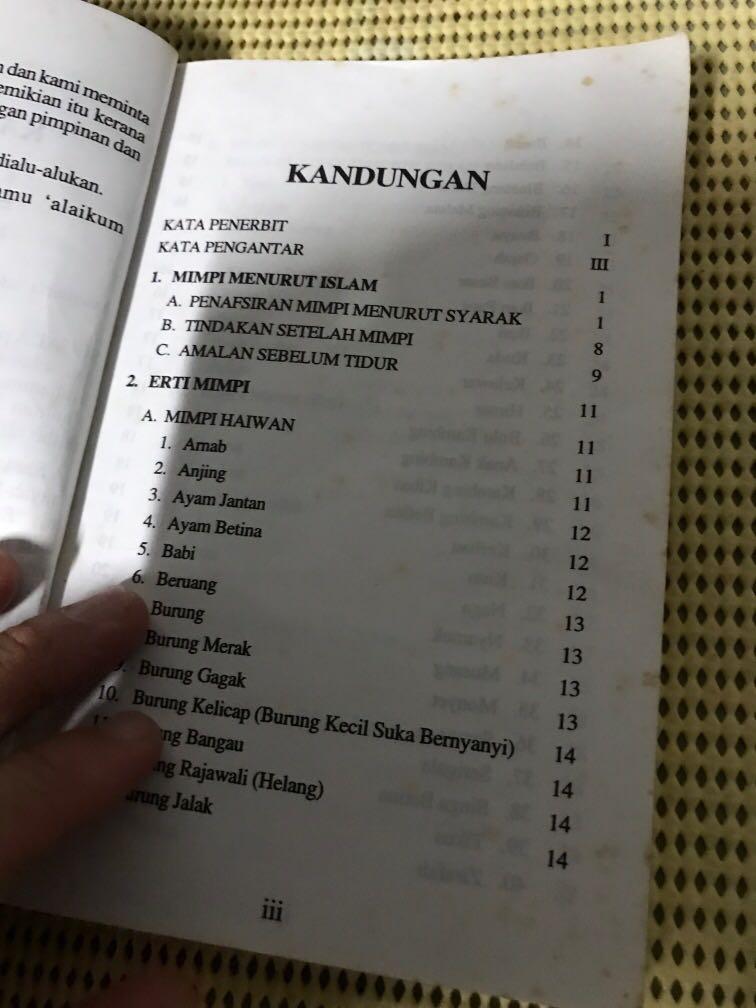 dan kami meminta
emikian itu kerana
gan pimpinan dan
dialu-alukan.
amu 'alaikum
KANDUNGAN
KATA PENERBIT I
KATA PENGANTAR III
1. MIMPI MENURUT ISLAM 1
A. PENAFSIRAN MIMPI MENURUT SYARAK 1
B. TINDAKAN SETELAH MIMPI 8
C. AMALAN SEBELUM TIDUR 9
2. ERTI MIMPI 11
A. MIMPI HAIWAN 11
1. Arnab 11
2. Anjing 11
3. Ayam Jantan 12
4. Ayam Betina 12
5. Babi 12
6. Beruang 13
Burung 13
Burung Merak 13
9. Burung Gagak 13
10. Burung Kelicap (Burung Kecil Suka Bernyanyi) 14
ng Bangau 14
ng Rajawali (Helang) 14
urung Jalak 14
iii